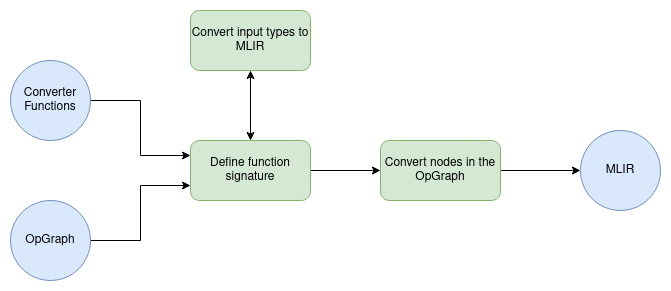 Convert input types to
MLIR
Converter
Functions
Define function
signature
Convert nodes in the
OpGraph
MLIR
OpGraph